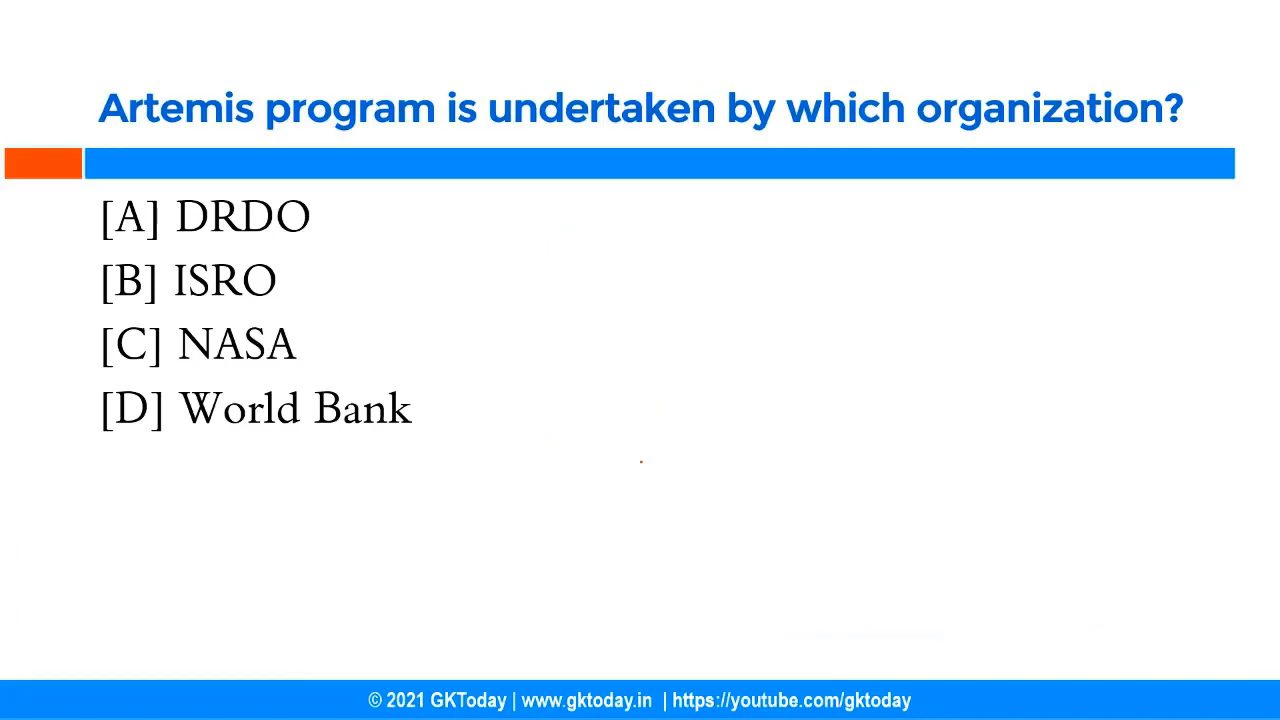 Artemis program is undertaken by which organization?
[A] DRDO
[B] ISRO
[C] NASA
[D] World Bank
© 2021 GKToday | www.gktoday.in | https://youtube.com/gktoday